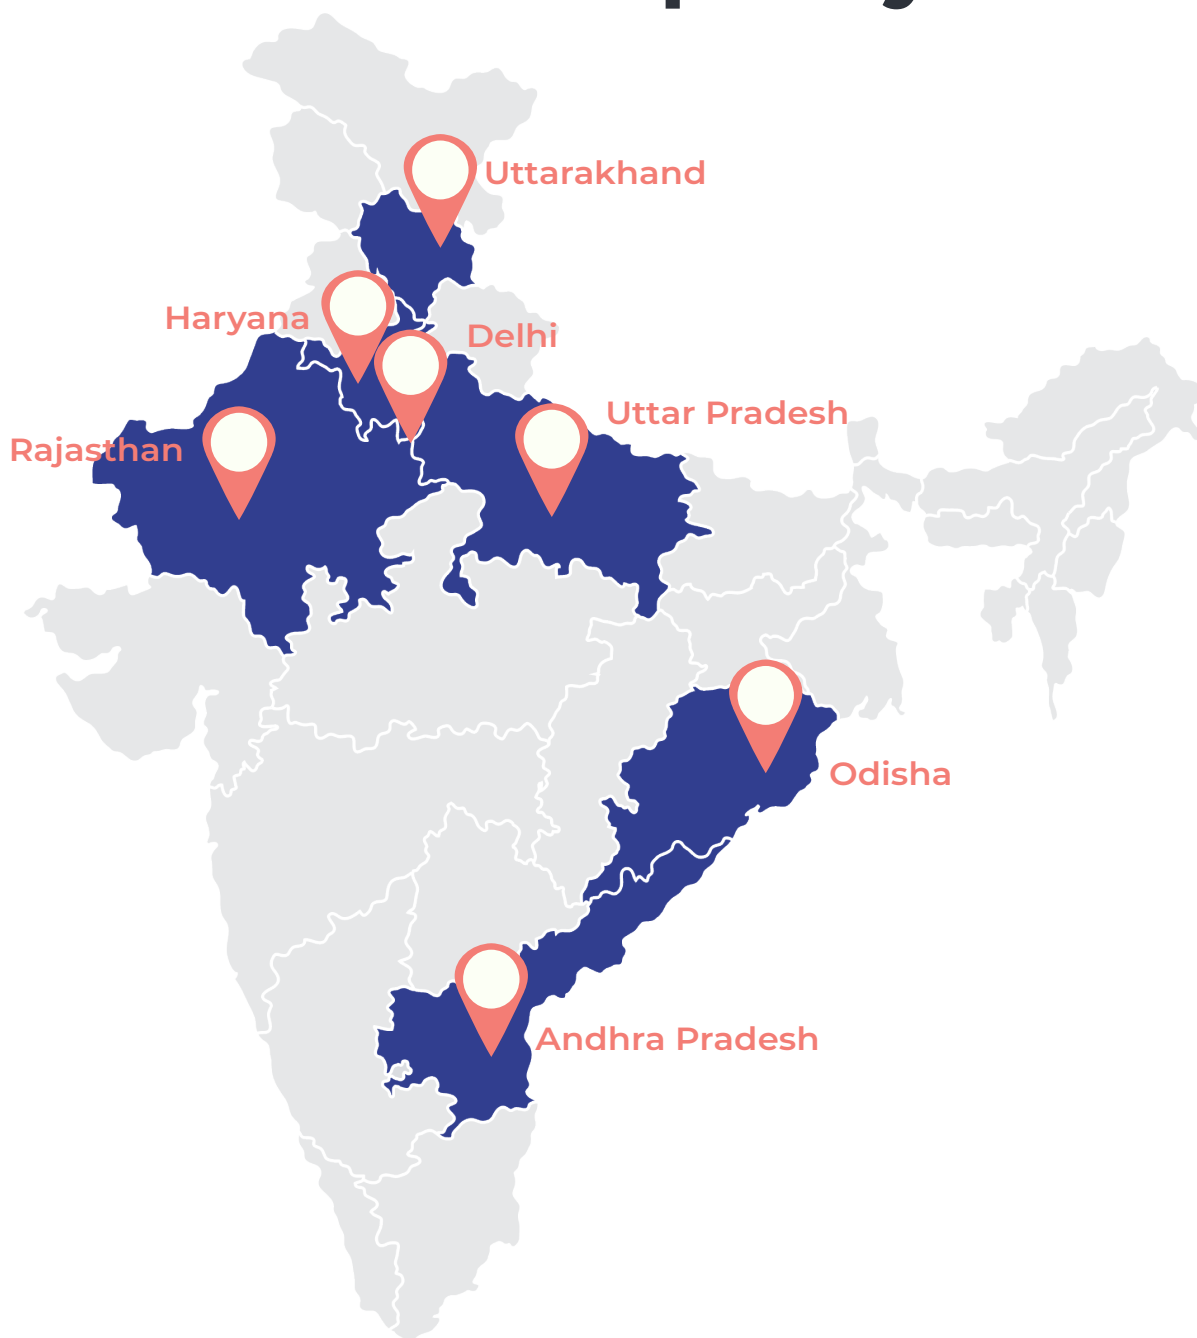 Uttarakhand
Haryana
Delhi
Uttar Pradesh
Rajasthan
Odisha
Andhra Pradesh